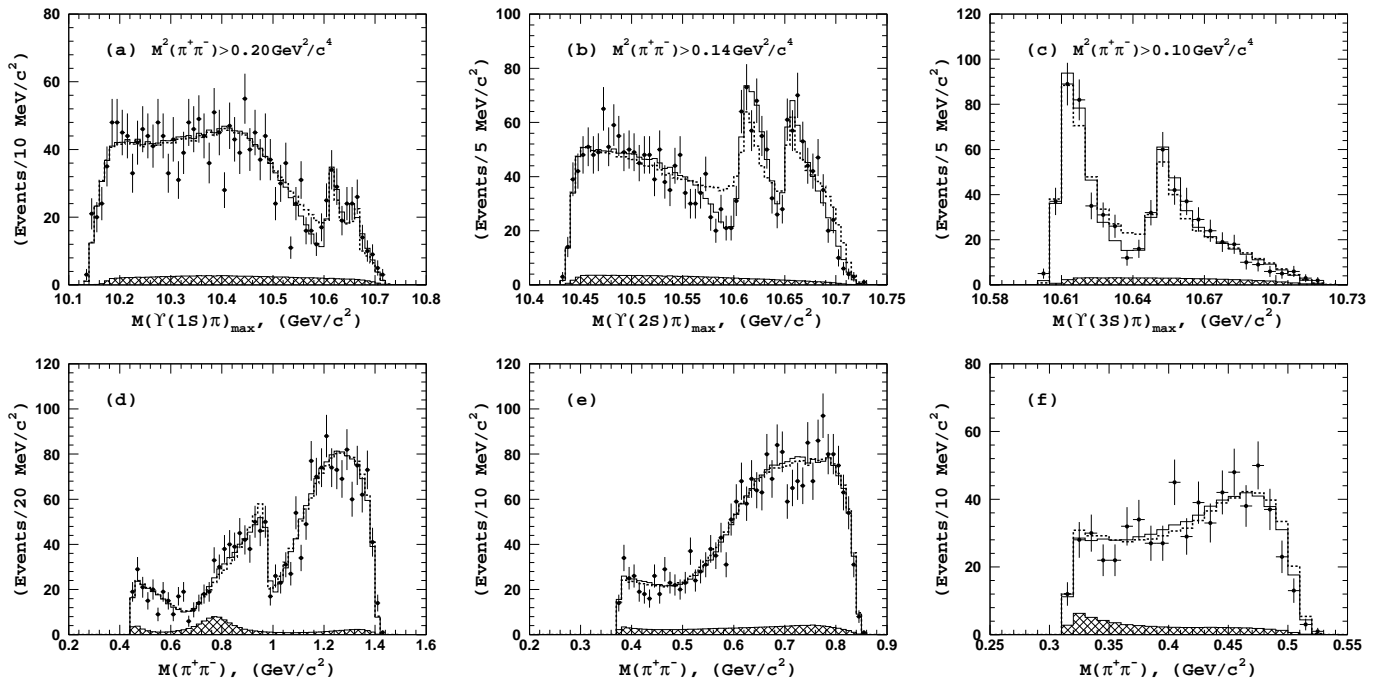 (a) M²(π⁺π⁻)>0.20GeV²/c⁴
(Events/10 MeV/c²)
80
60
40
20
0
10.1 10.2 10.3 10.4 10.5 10.6 10.7 10.8
M(ϒ(1S)π)max, (GeV/c²)
(b) M²(π⁺π⁻)>0.14GeV²/c⁴
(Events/5 MeV/c²)
100
80
60
40
20
0
10.4 10.45 10.5 10.55 10.6 10.65 10.7 10.75
M(ϒ(2S)π)max, (GeV/c²)
(c) M²(π⁺π⁻)>0.10GeV²/c⁴
(Events/5 MeV/c²)
120
100
80
60
40
20
0
10.58 10.61 10.64 10.67 10.7 10.73
M(ϒ(3S)π)max, (GeV/c²)
(d)
(Events/20 MeV/c²)
120
100
80
60
40
20
0
0.2 0.4 0.6 0.8 1 1.2 1.4 1.6
M(π⁺π⁻), (GeV/c²)
(e)
(Events/10 MeV/c²)
120
100
80
60
40
20
0
0.2 0.3 0.4 0.5 0.6 0.7 0.8 0.9
M(π⁺π⁻), (GeV/c²)
(f)
(Events/10 MeV/c²)
80
60
40
20
0
0.25 0.3 0.35 0.4 0.45 0.5 0.55
M(π⁺π⁻), (GeV/c²)